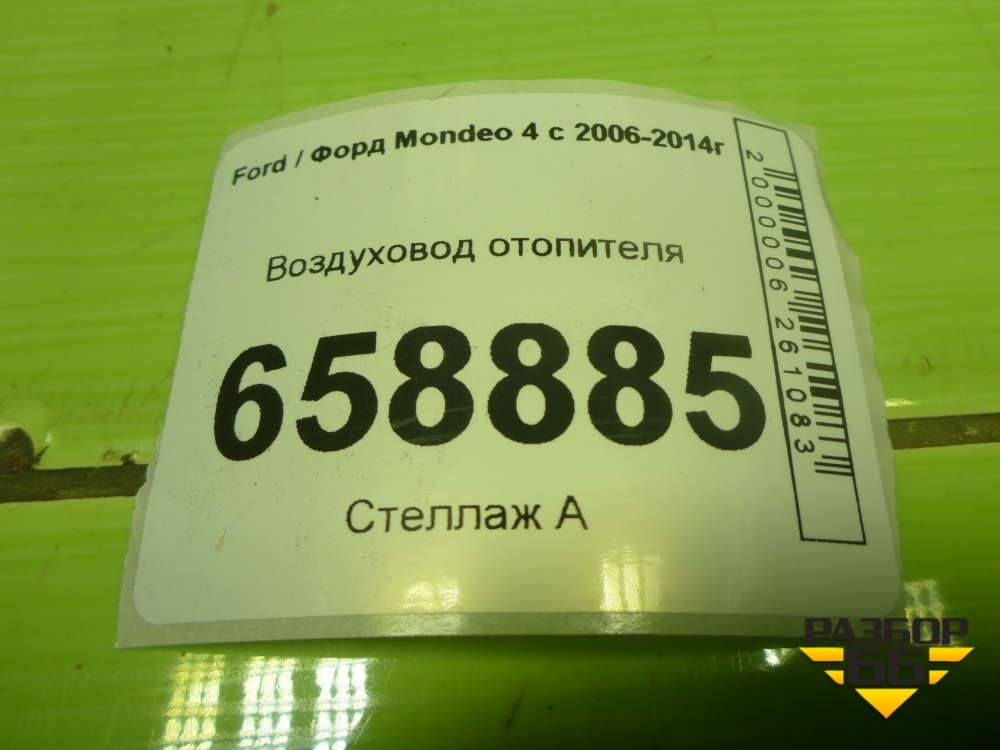 Ford / Форд Mondeo 4 с 2006-2014г
Воздуховод отопителя
658885
Стеллаж А
2000006261083
РАЗБОР
66